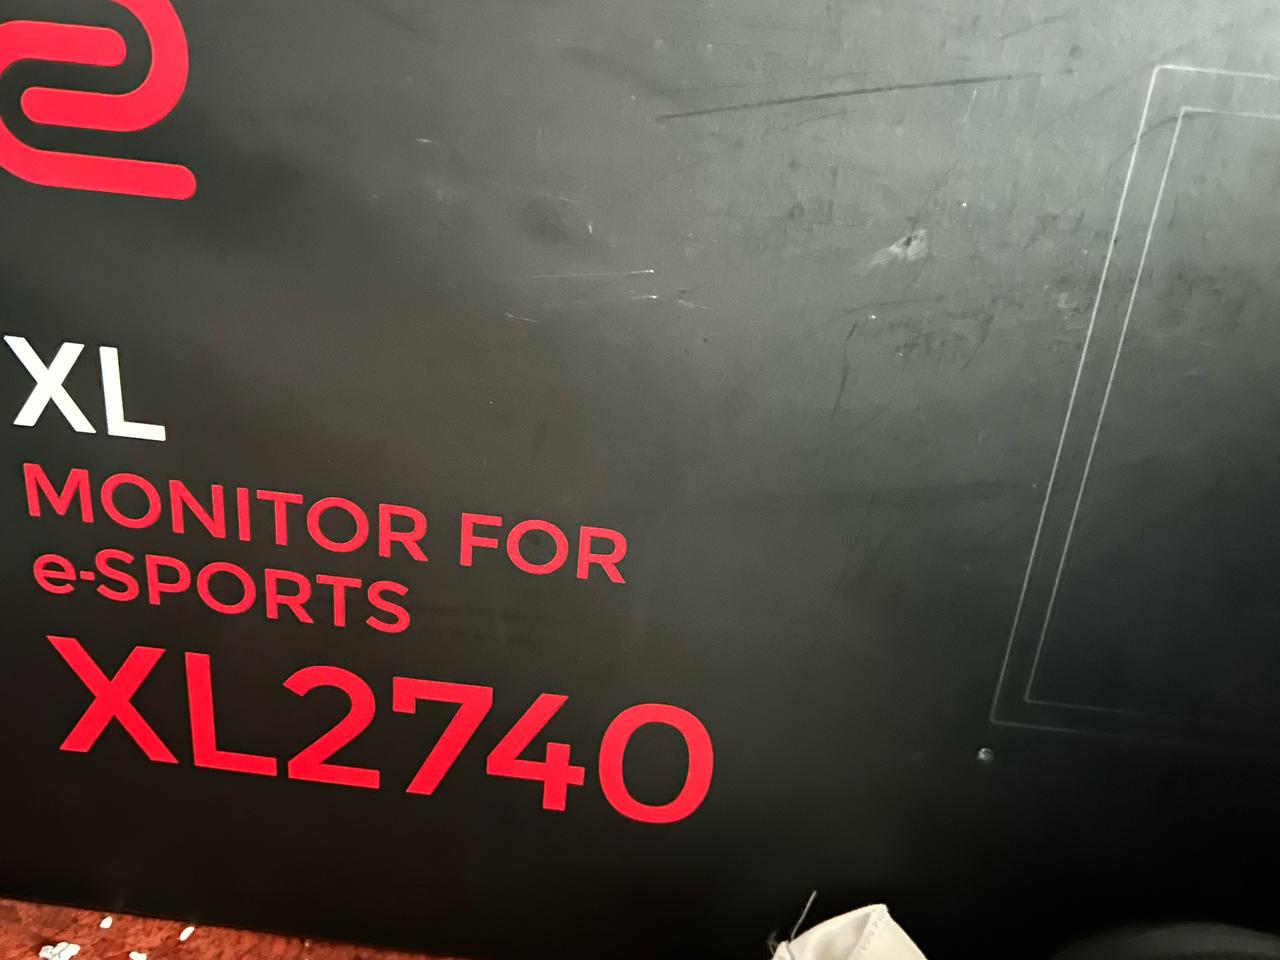 XL
MONITOR FOR
e-SPORTS
XL2740